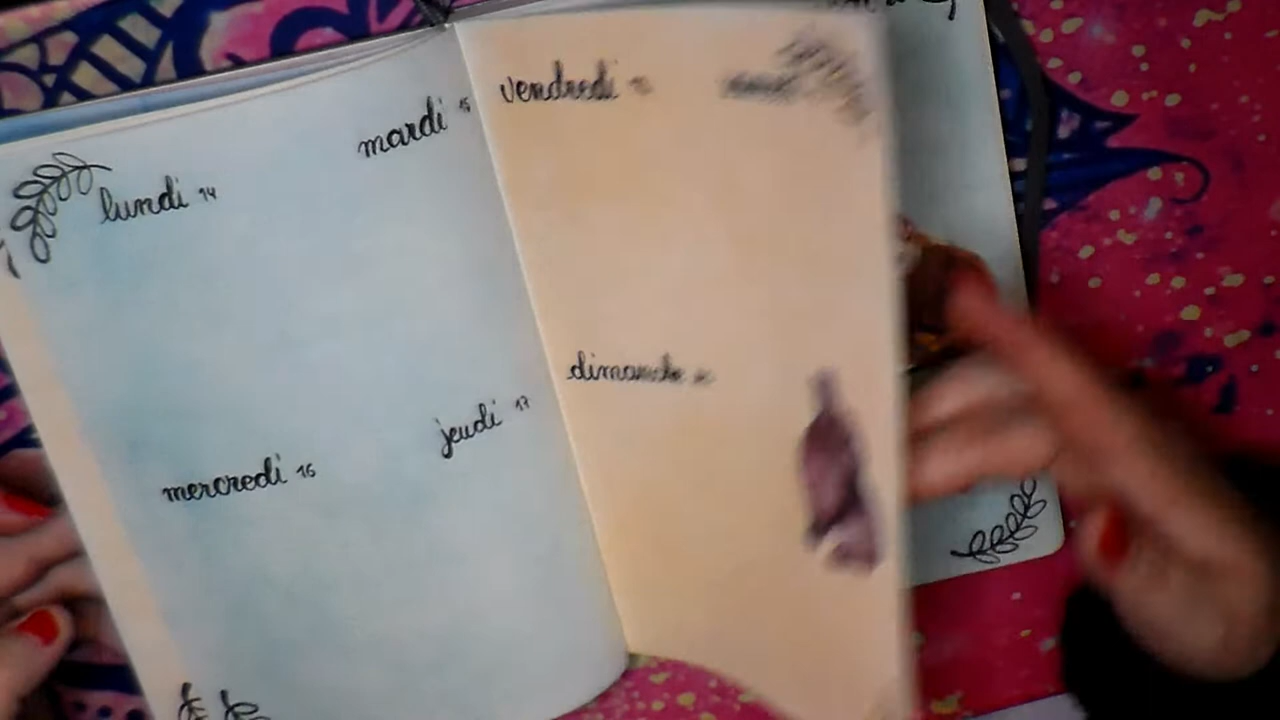 lundi 14
mardi 15
mercredi 16
jeudi 17
vendredi
dimanche